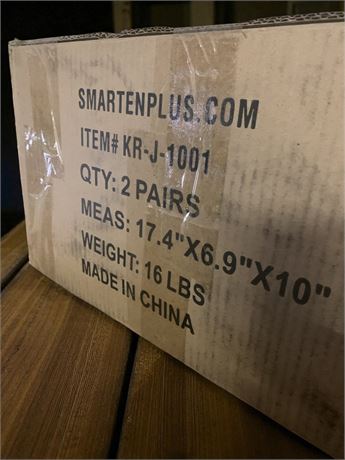 SMARTENPLUS.COM
ITEM# KR-J-1001
QTY: 2 PAIRS
MEAS: 17.4"X6.9"X10"
WEIGHT: 16 LBS
MADE IN CHINA